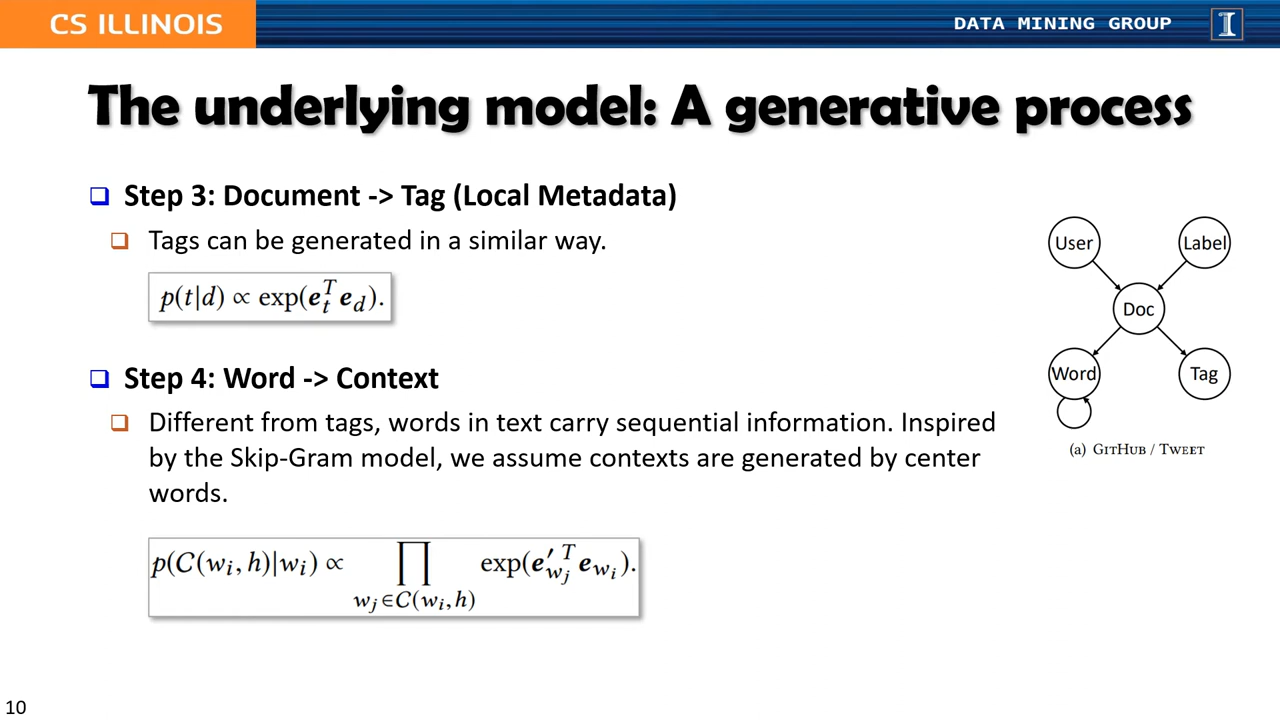 CS ILLINOIS
DATA MINING GROUP
I
The underlying model: A generative process
Step 3: Document -> Tag (Local Metadata)
Tags can be generated in a similar way.
p(t|d) ∝ exp(e_t^T e_d).
Step 4: Word -> Context
Different from tags, words in text carry sequential information. Inspired
by the Skip-Gram model, we assume contexts are generated by center
words.
p(C(w_i, h)|w_i) ∝ ∏_{w_j∈C(w_i, h)} exp(e'_{w_j}^T e_{w_i}).
User
Label
Doc
Word
Tag
(a) GITHUB / TWEET
10